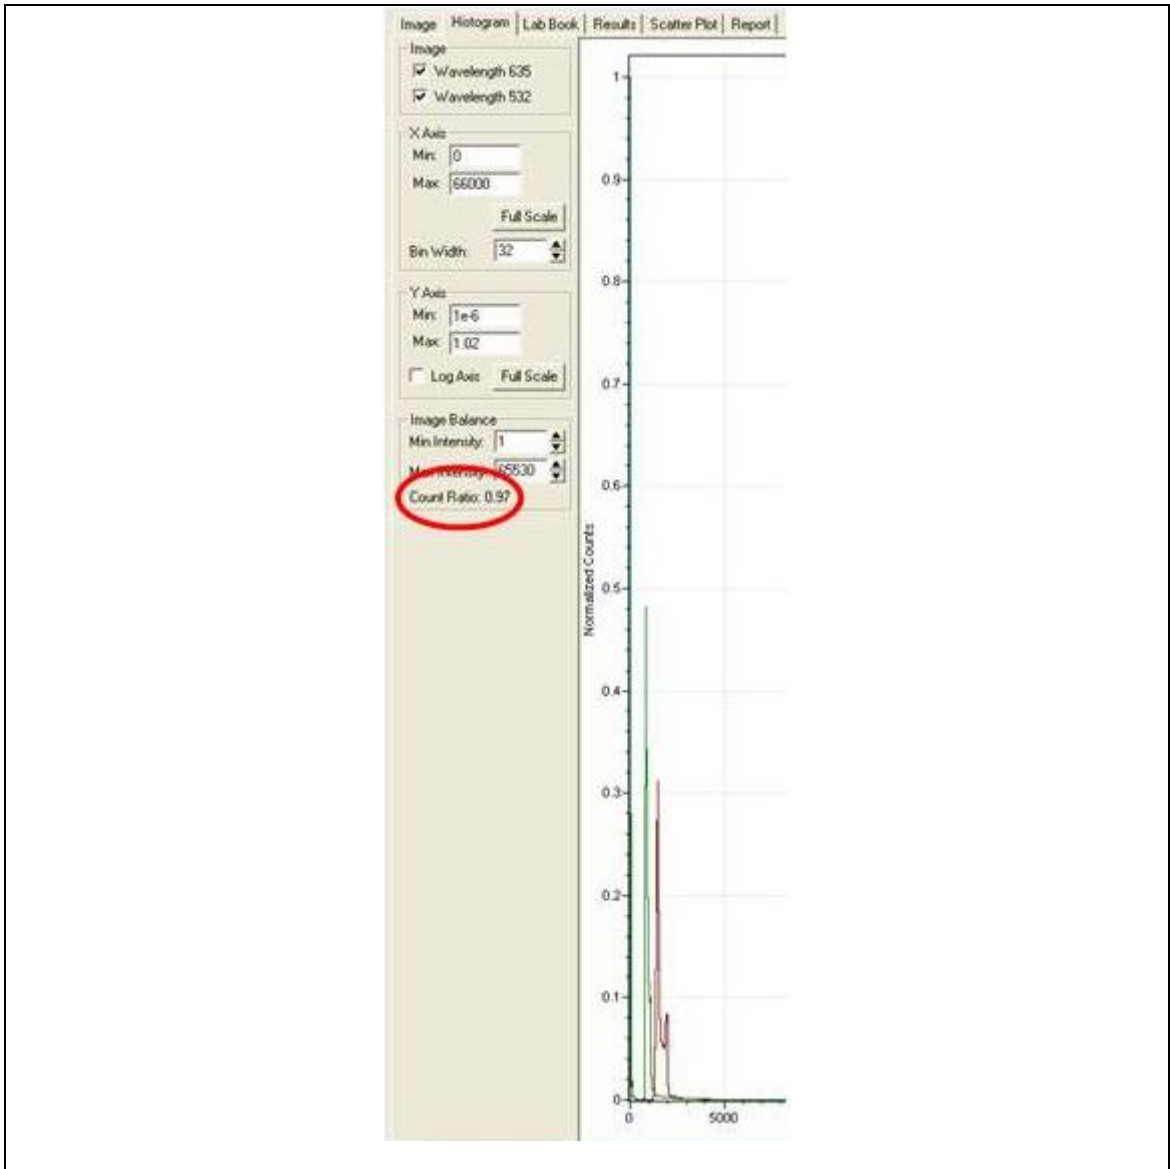 Image Histogram Lab Book Results Scatter Plot Report
Image
Wavelength 635
Wavelength 532
X Axis
Min: 0
Max: 66000
Full Scale
Bin Width: 32
Y Axis
Min: 1e-6
Max: 1.02
Log Axis Full Scale
Image Balance
Min Intensity: 1
Max Intensity: 65530
Count Ratio: 0.97
Normalized Counts
1
0.9
0.8
0.7
0.6
0.5
0.4
0.3
0.2
0.1
0
0 5000